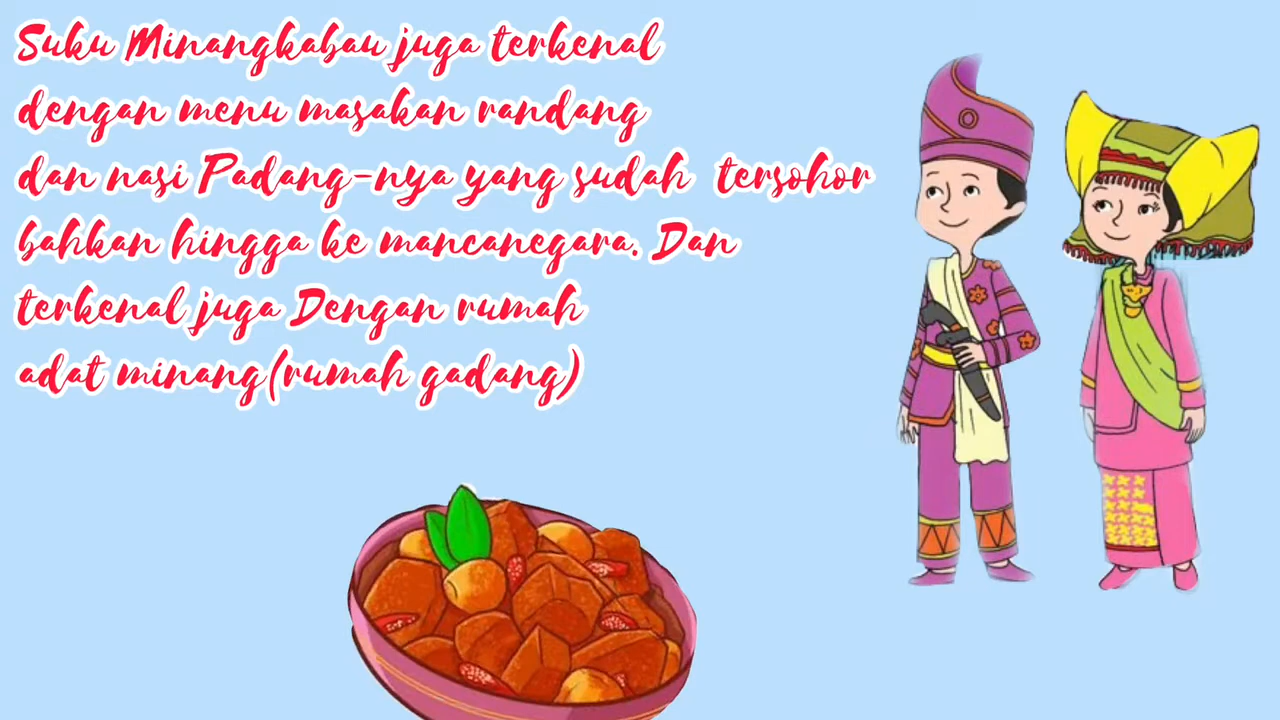 Suku Minangkabau juga terkenal
dengan menu masakan randang
dan nasi Padang-nya yang sudah tersohor
bahkan hingga ke mancanegara. Dan
terkenal juga Dengan rumah
adat minang(rumah gadang)